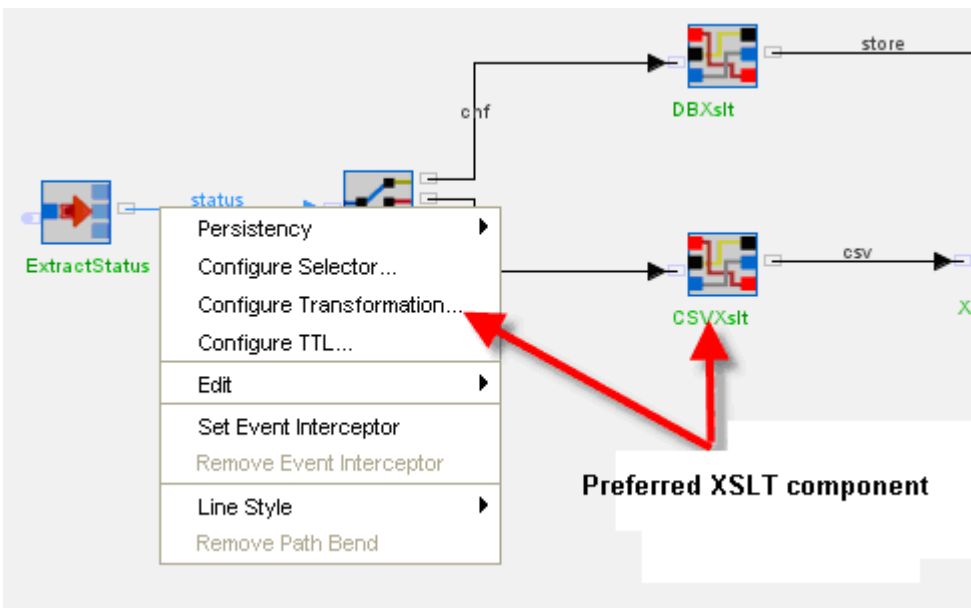 store
cnf
DBXslt
status
ExtractStatus
Persistency
Configure Selector...
Configure Transformation...
Configure TTL...
Edit
Set Event Interceptor
Remove Event Interceptor
Line Style
Remove Path Bend
csv
CSVXslt
X
Preferred XSLT component